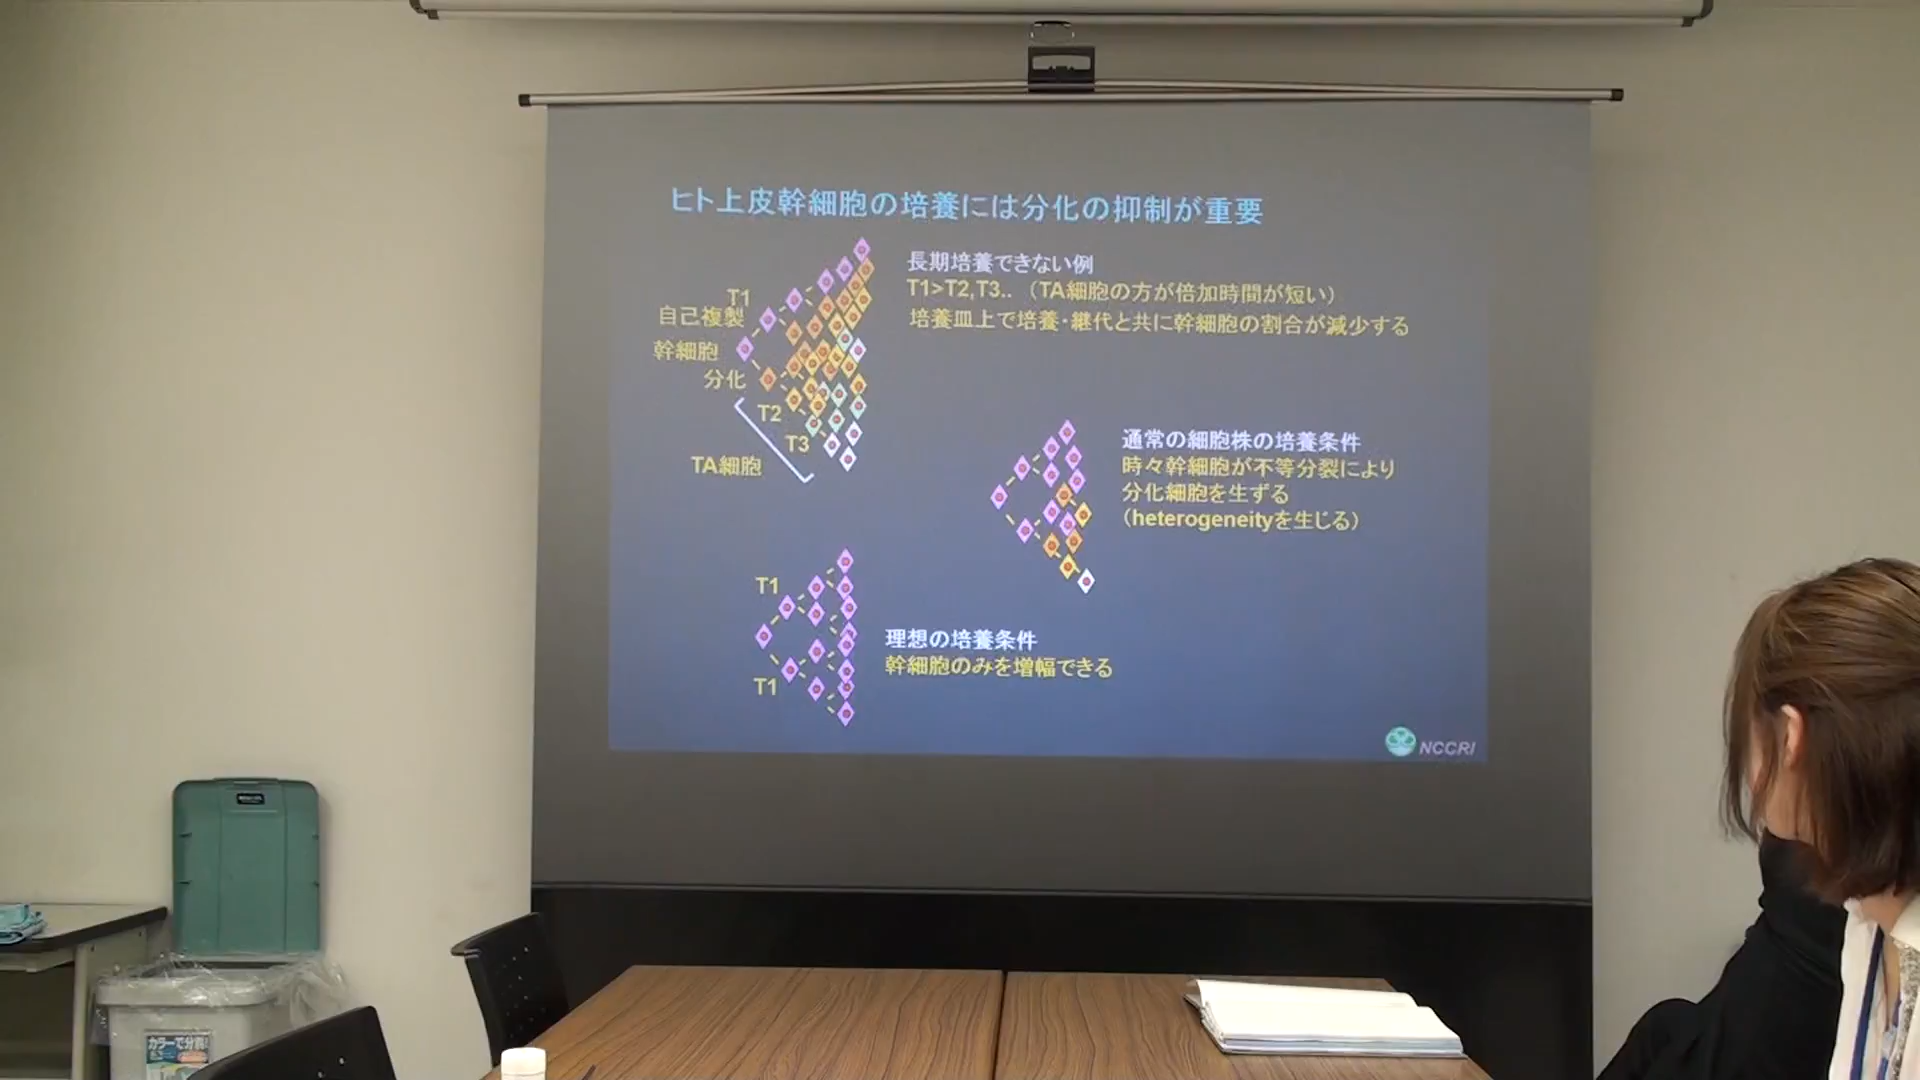 ヒト上皮幹細胞の培養には分化の抑制が重要
長期培養できない例
T1>T2,T3.. （TA細胞の方が倍加時間が短い）
培養皿上で培養・継代と共に幹細胞の割合が減少する
T1
自己複製
幹細胞
分化
T2
T3
TA細胞
通常の細胞株の培養条件
時々幹細胞が不等分裂により
分化細胞を生ずる
（heterogeneityを生じる）
T1
T1
理想の培養条件
幹細胞のみを増幅できる
NCCRI
カラーで分別!